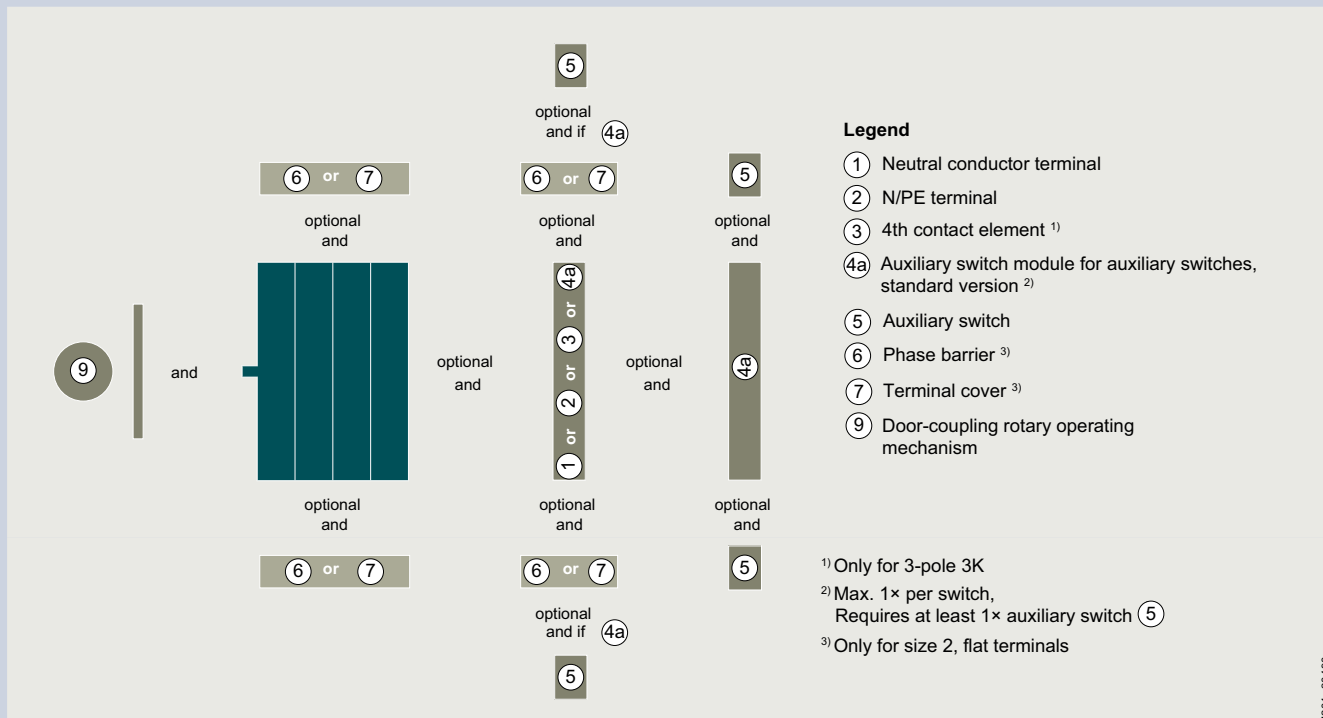 5
optional
and if 4a
6 or 7
6 or 7
5
optional
and
optional
and
optional
and
9
and
optional
and
1 or 2 or 3 or 4a
optional
and
4a
optional
and
optional
and
optional
and
6 or 7
6 or 7
5
optional
and if 4a
5
Legend
1 Neutral conductor terminal
2 N/PE terminal
3 4th contact element 1)
4a Auxiliary switch module for auxiliary switches,
standard version 2)
5 Auxiliary switch
6 Phase barrier 3)
7 Terminal cover 3)
9 Door-coupling rotary operating
mechanism
1) Only for 3-pole 3K
2) Max. 1× per switch,
Requires at least 1× auxiliary switch 5
3) Only for size 2, flat terminals